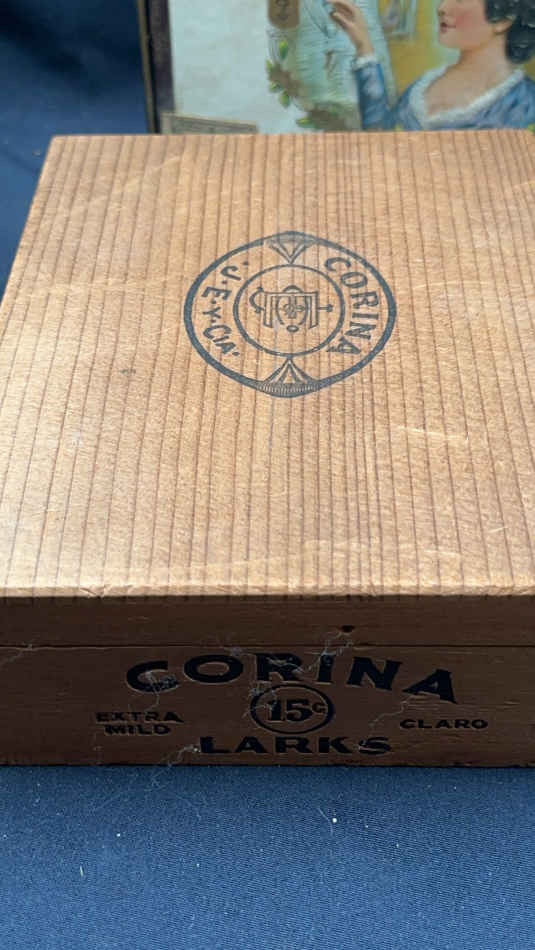 CORINA
·J·E·Y·CIA·
CORINA
15¢
EXTRA
MILD
CLARO
LARKS